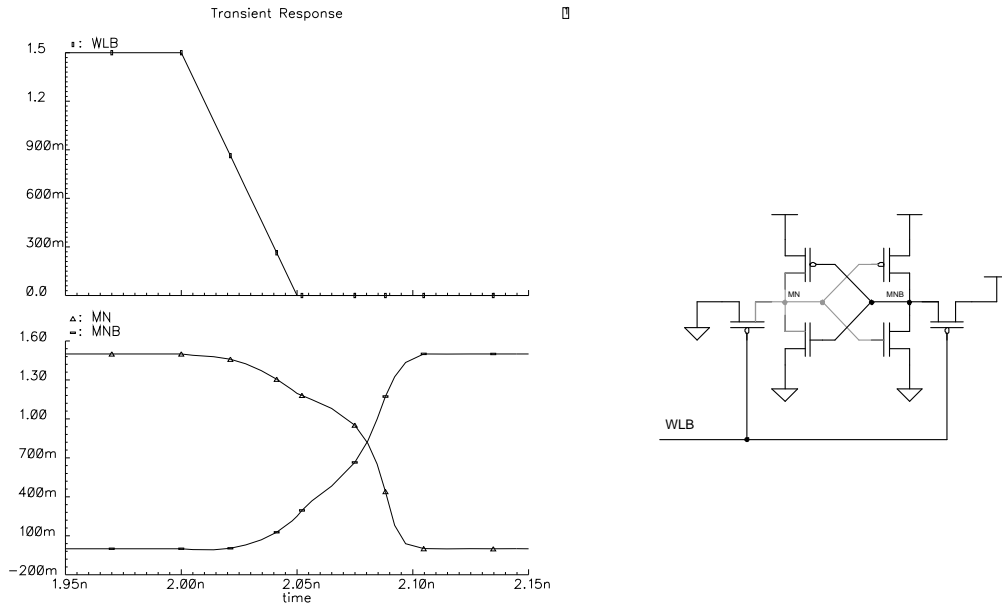 Transient Response
▯: WLB
1.5
1.2
900m
600m
300m
0.0
△: MN
▭: MNB
1.60
1.30
1.00
700m
400m
100m
-200m
1.95n 2.00n 2.05n 2.10n 2.15n
time
MN
MNB
WLB